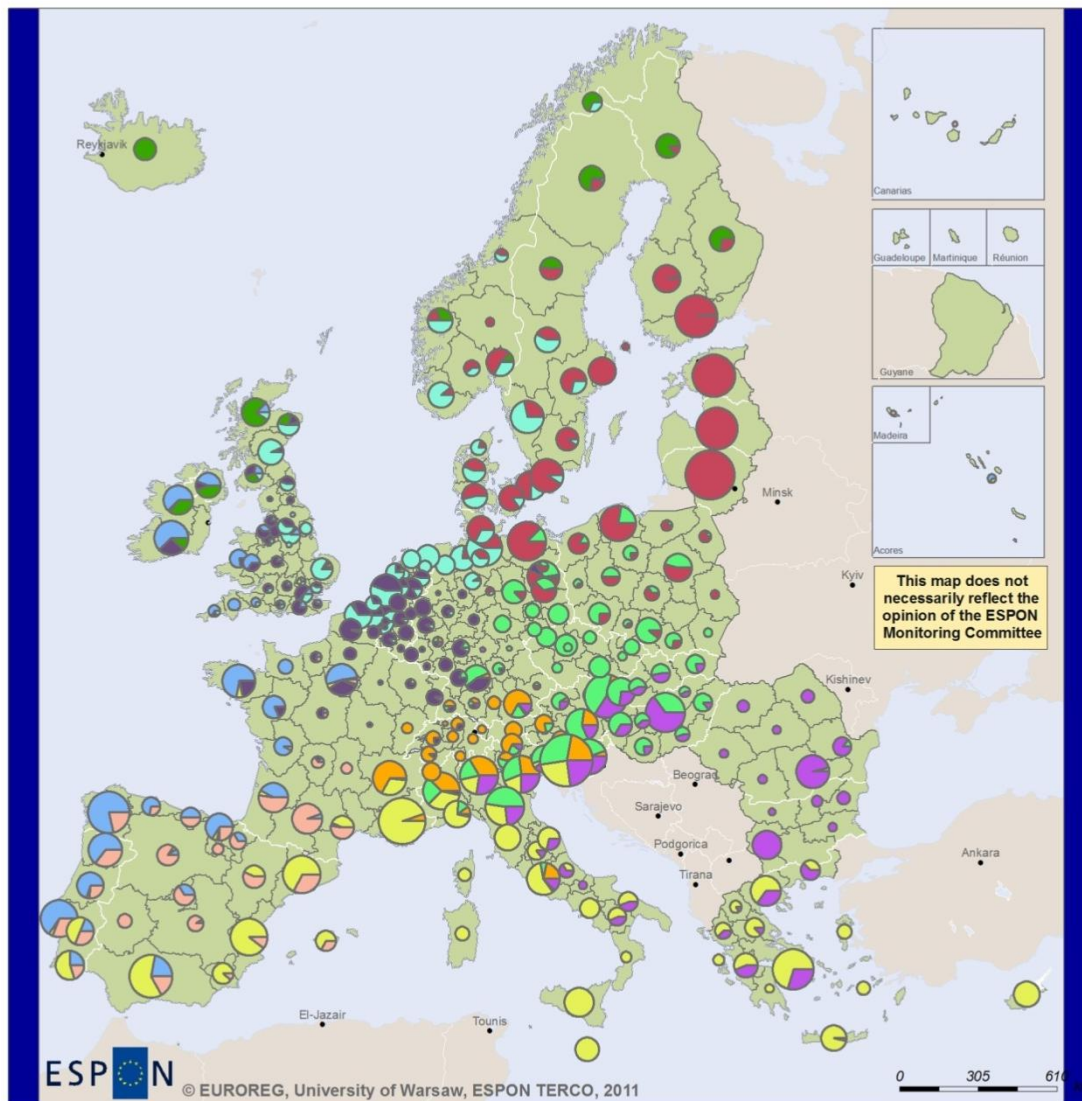 Reykjavik
Canarias
Guadeloupe
Martinique
Réunion
Guyane
Madeira
Acores
Minsk
Kyiv
This map does not
necessarily reflect the
opinion of the ESPON
Monitoring Committee
Kishinev
Beograd
Sarajevo
Podgorica
Tirana
Ankara
El-Jazair
Tounis
ESPON
© EUROREG, University of Warsaw, ESPON TERCO, 2011
0 305 610